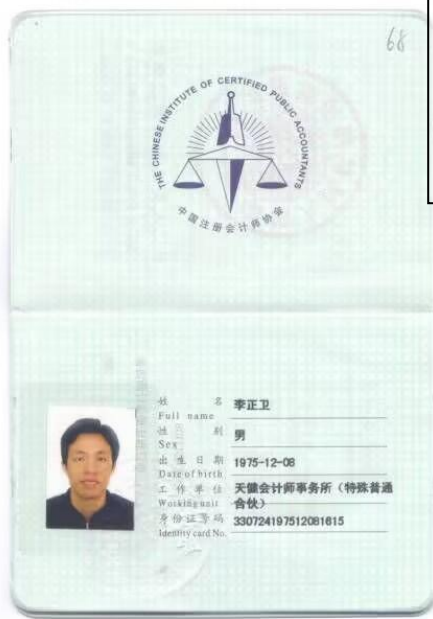 68
THE CHINESE INSTITUTE OF CERTIFIED PUBLIC ACCOUNTANTS
中国注册会计师协会
姓 名 李正卫
Full name
性 别 男
Sex
出 生 日 期 1975-12-08
Date of birth
工 作 单 位 天健会计师事务所（特殊普通
Working unit 合伙）
身份证号码 330724197512081615
Identity card No.